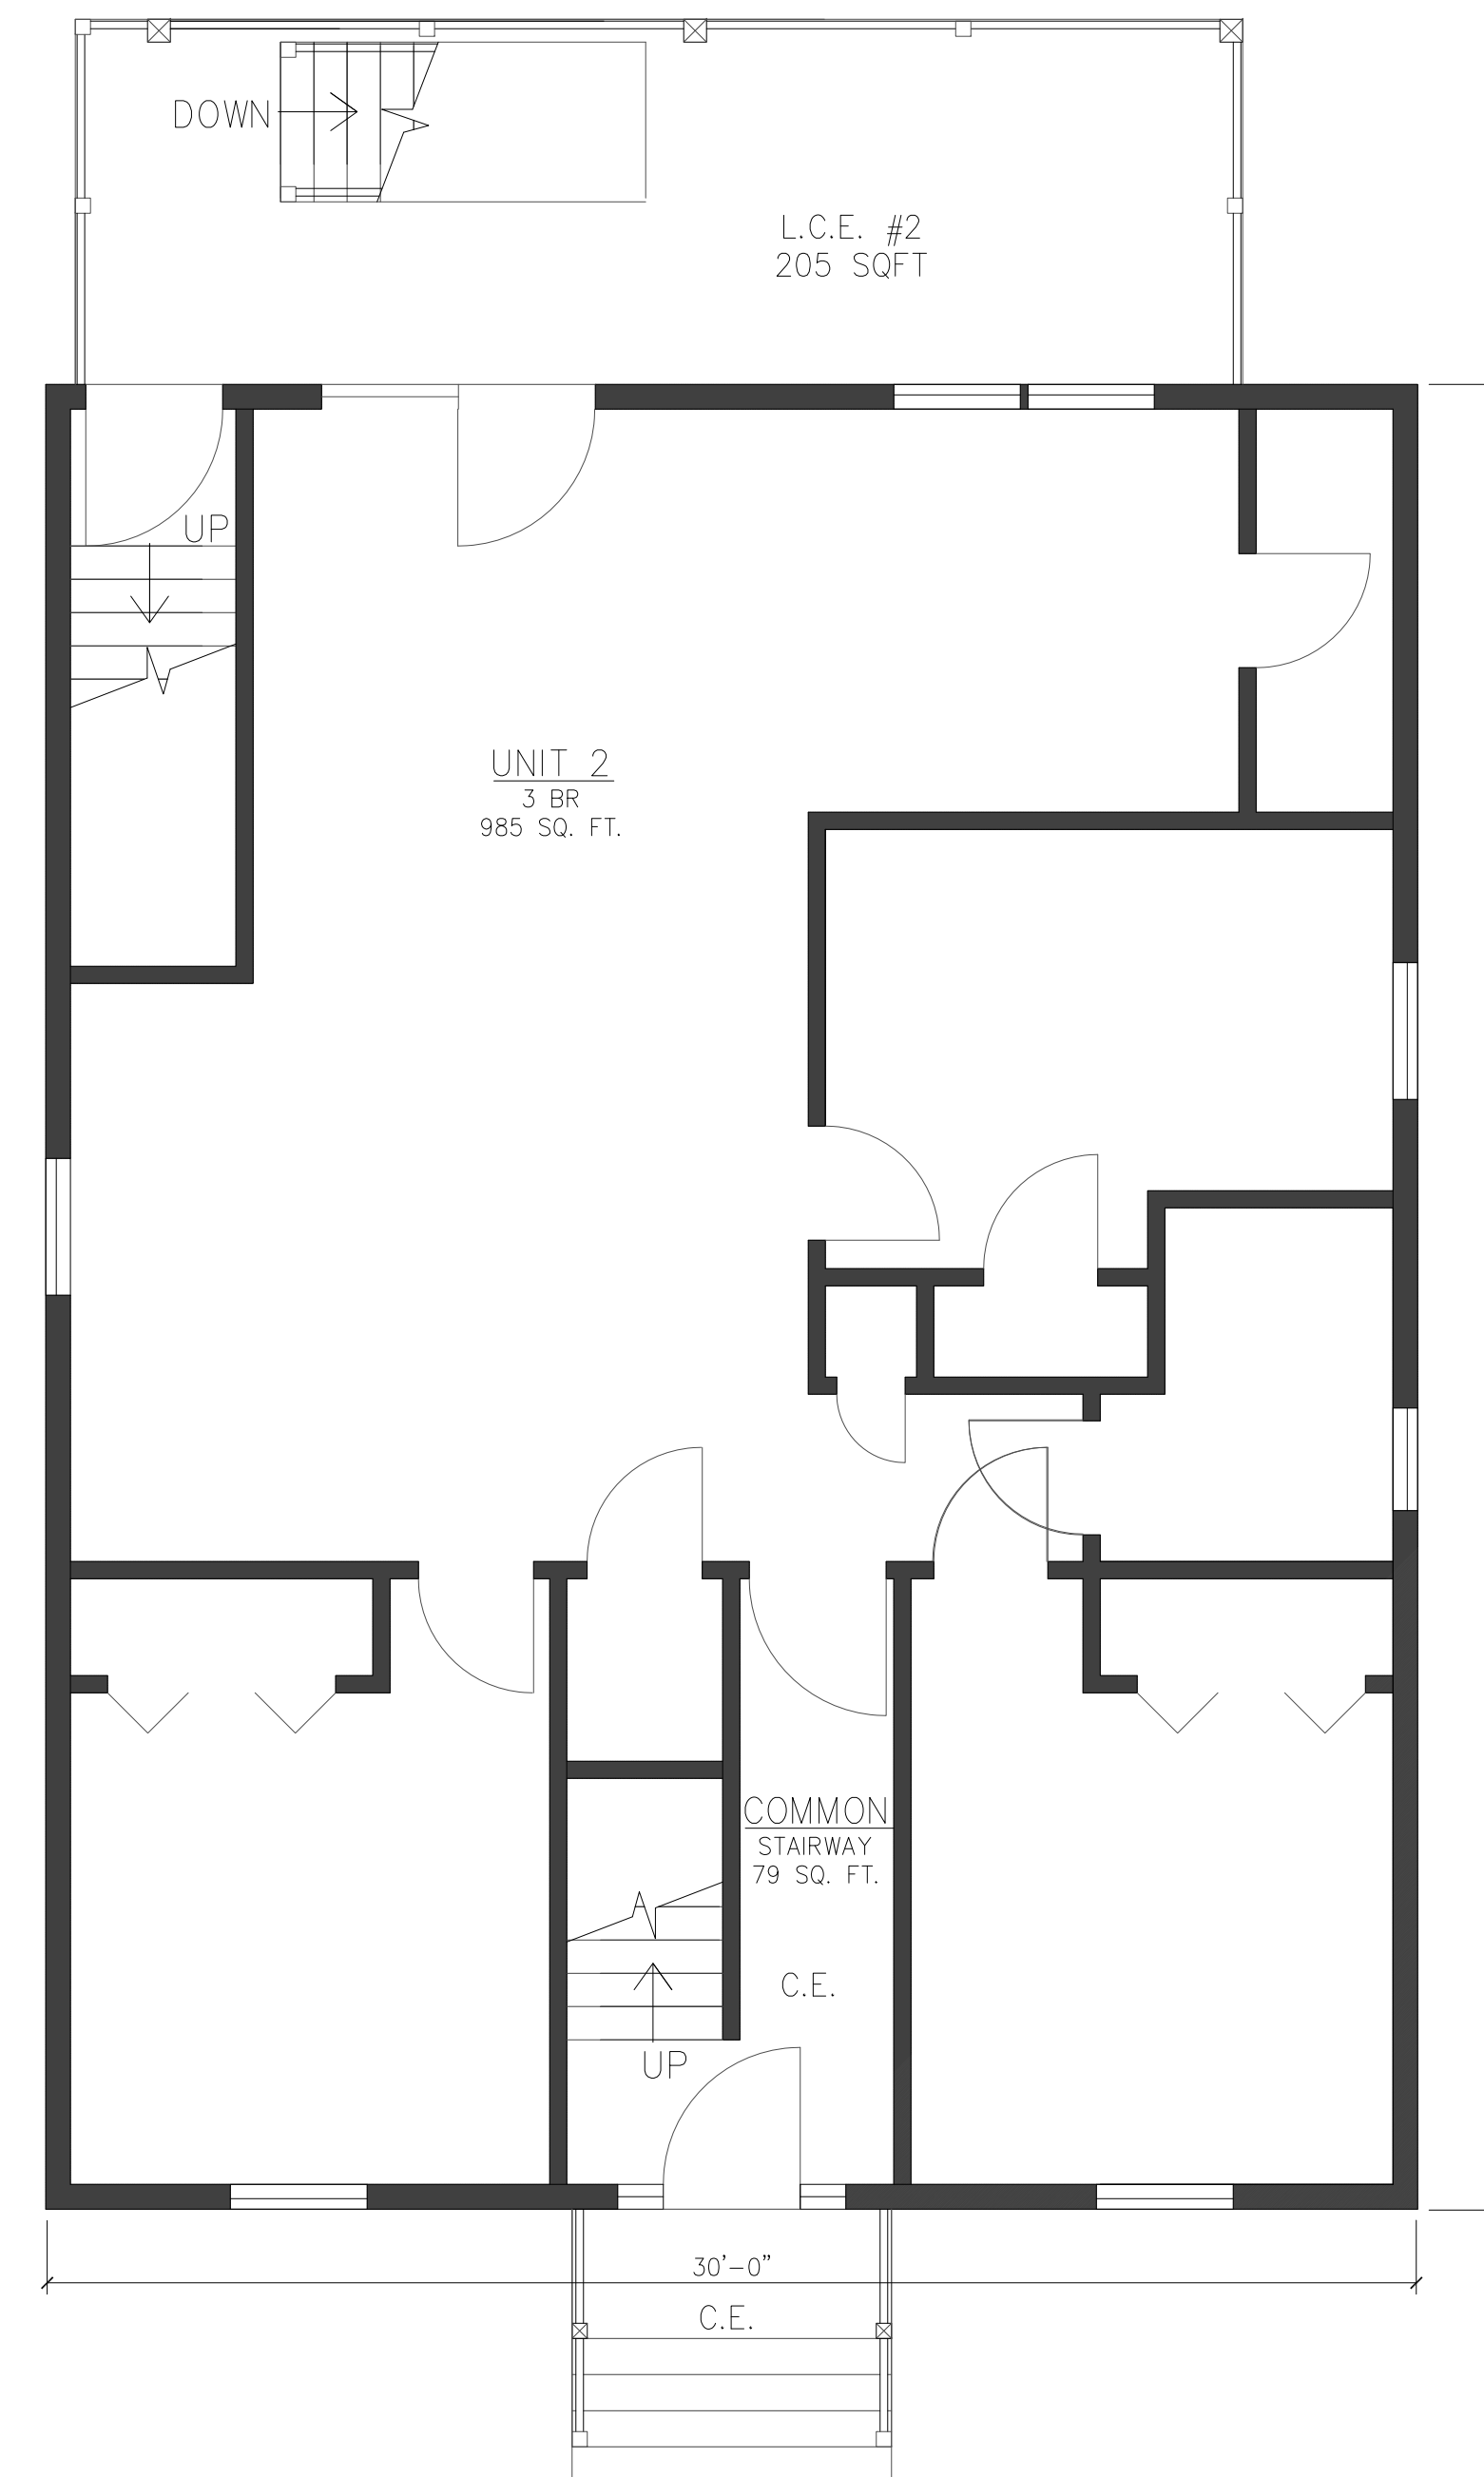 DOWN
L.C.E. #2
205 SQFT
UP
UNIT 2
3 BR
985 SQ. FT.
COMMON
STAIRWAY
79 SQ. FT.
C.E.
UP
30'-0"
C.E.